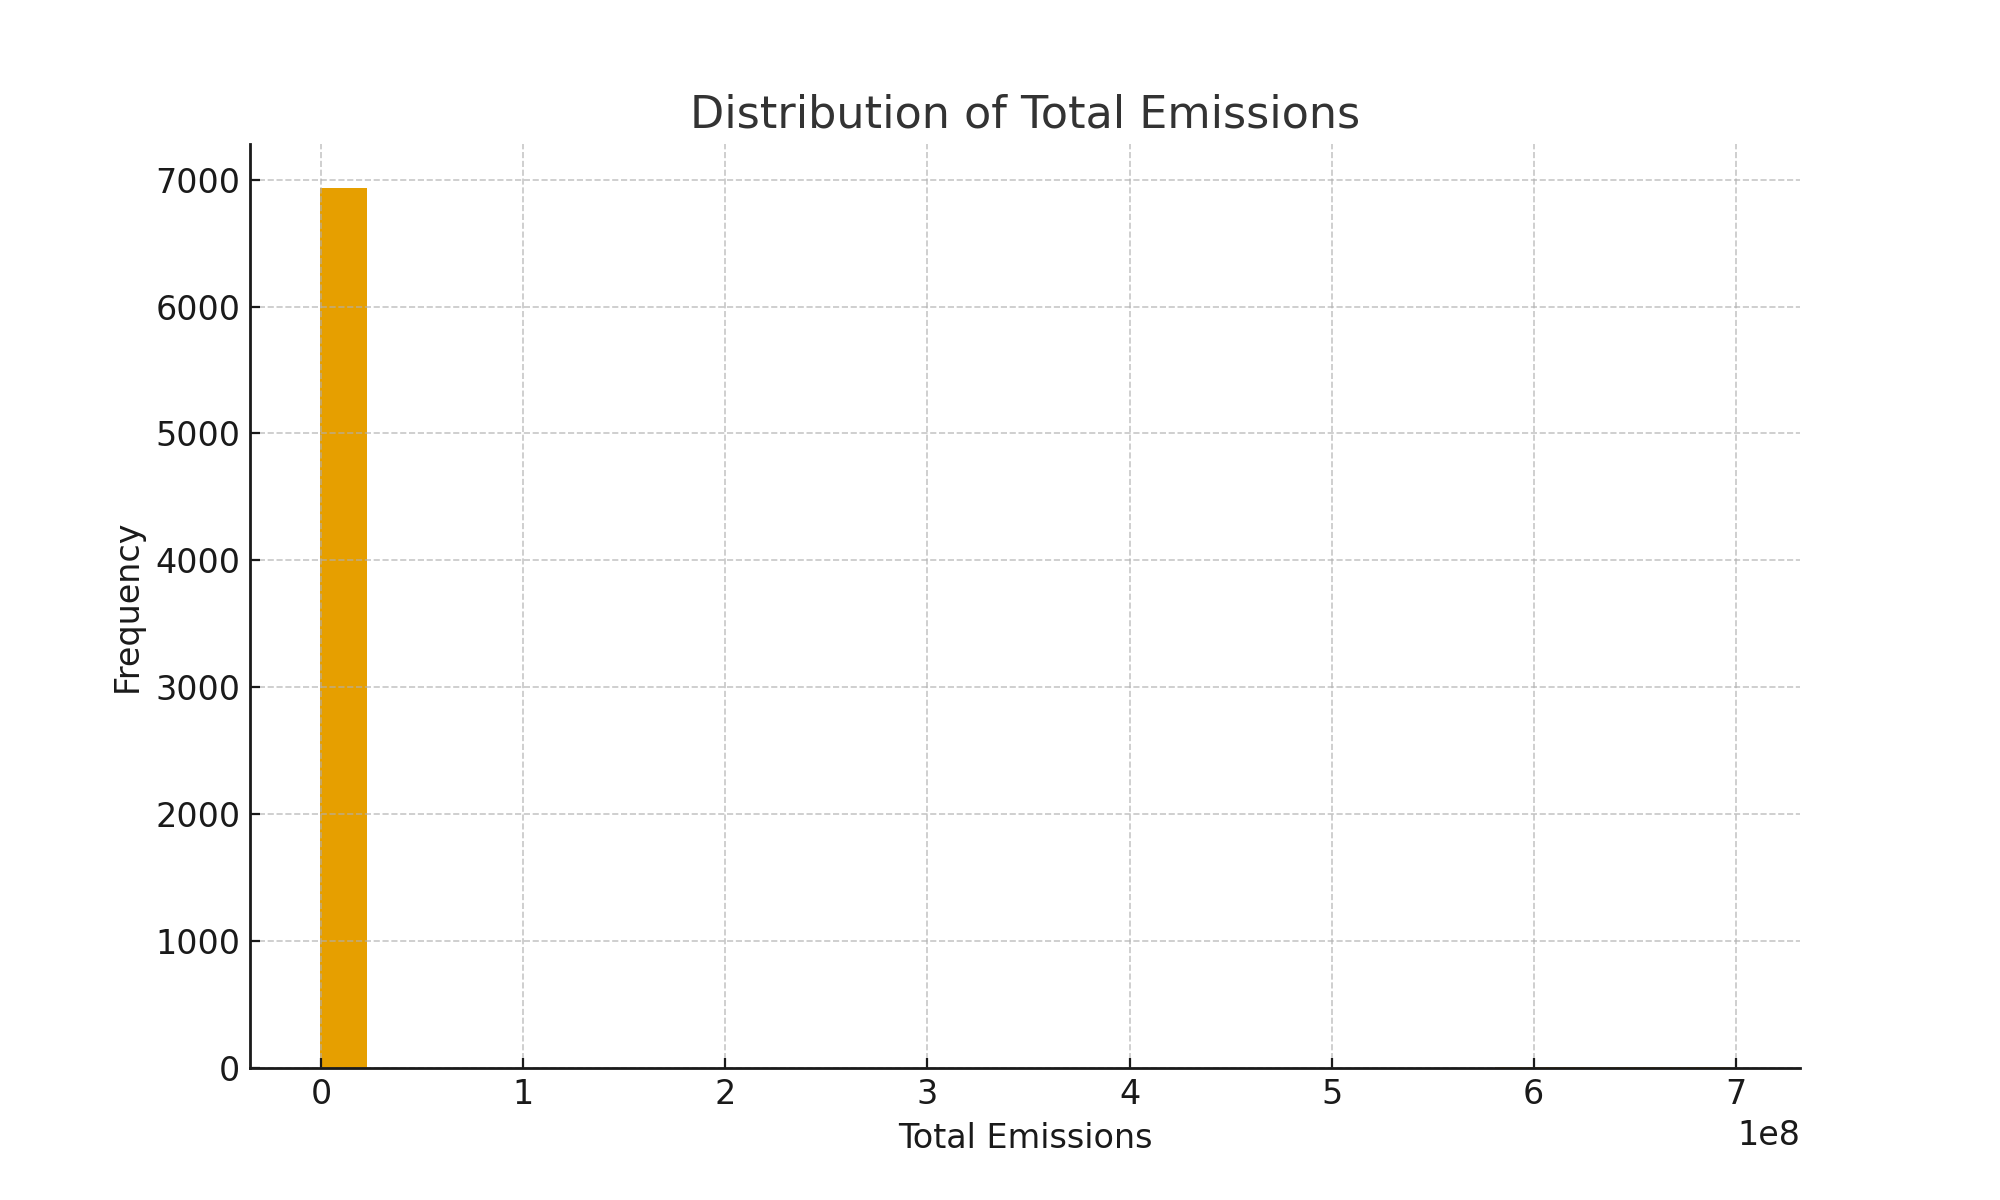 Distribution of Total Emissions
7000
6000
5000
4000
3000
2000
1000
0
Frequency
0 1 2 3 4 5 6 7
1e8
Total Emissions